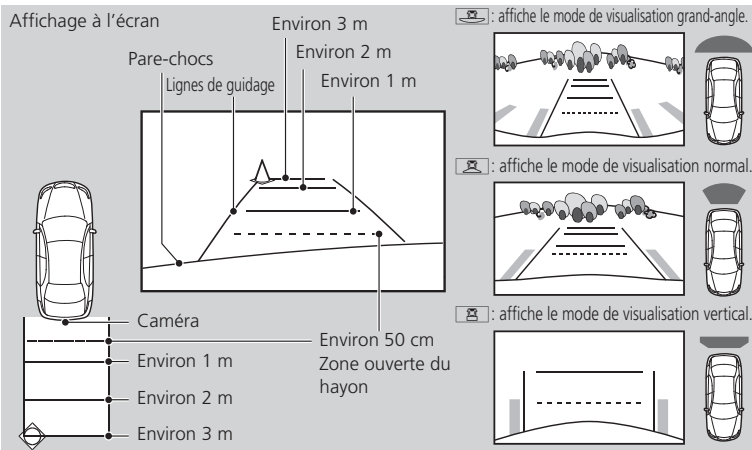 Affichage à l'écran
Environ 3 m
Environ 2 m
Environ 1 m
Pare-chocs
Lignes de guidage
Caméra
Environ 50 cm
Zone ouverte du
hayon
Environ 1 m
Environ 2 m
Environ 3 m
: affiche le mode de visualisation grand-angle.
: affiche le mode de visualisation normal.
: affiche le mode de visualisation vertical.